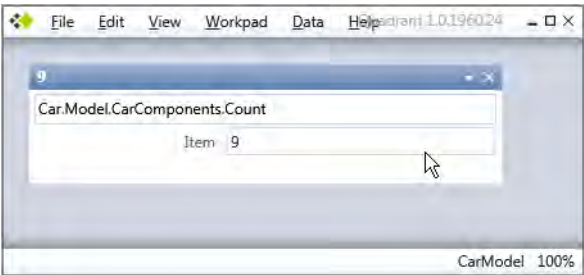 File Edit View Workpad Data Help Quadrant 1.0.1960.24
9
Car.Model.CarComponents.Count
Item 9
CarModel 100%